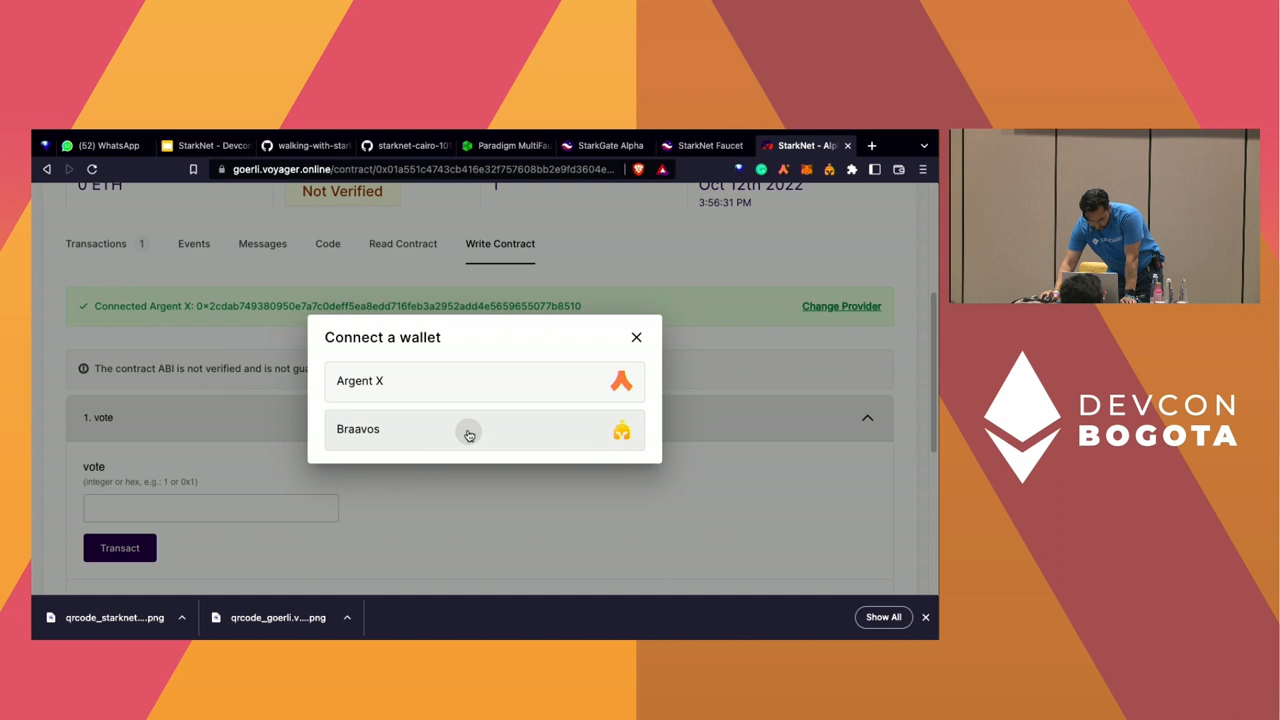 (52) WhatsApp
StarkNet - Devcon
walking-with-star
starknet-cairo-101
Paradigm MultiFau
StarkGate Alpha
StarkNet Faucet
StarkNet - Alp
goerli.voyager.online/contract/0x01a551c4743cb416e32f757608bb2e9fd3604e...
0 ETH
Not Verified
1
Oct 12th 2022
3:56:31 PM
Transactions 1
Events
Messages
Code
Read Contract
Write Contract
Connected Argent X: 0x2cdab749380950e7a7c0deff5ea8edd716feb3a2952add4e5659655077b8510
Change Provider
Connect a wallet
Argent X
Braavos
The contract ABI is not verified and is not gua
1. vote
vote
(integer or hex. e.g.: 1 or 0x1)
Transact
qrcode_starknet....png
qrcode_goerli.v....png
Show All
DEVCON
BOGOTA